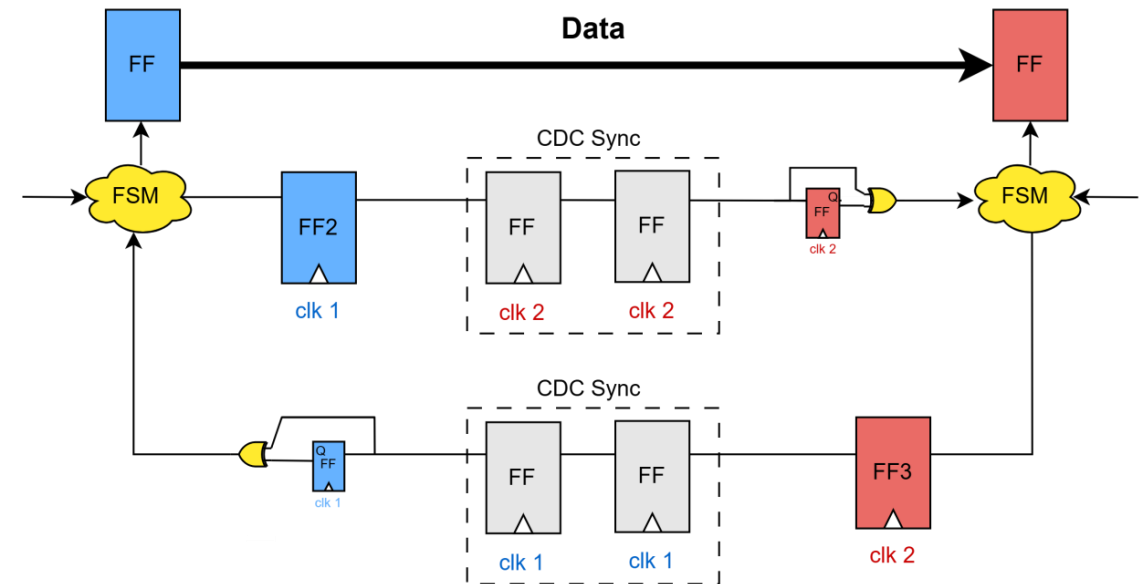 Data
FF
FF
CDC Sync
FSM
FF2
FF
FF
Q
FF
FSM
clk 2
clk 1
clk 2
clk 2
CDC Sync
Q
FF
FF
FF
FF3
clk 1
clk 1
clk 1
clk 2